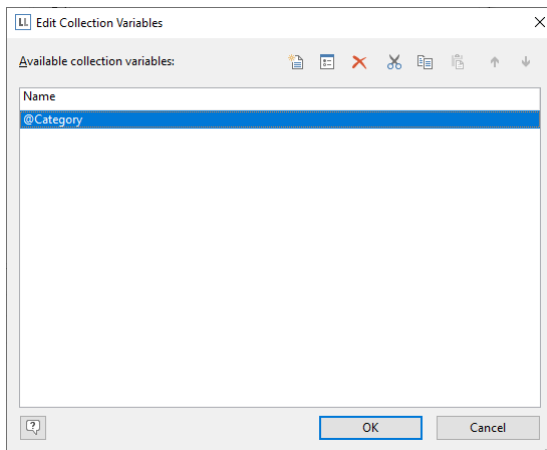 LL Edit Collection Variables
Available collection variables:
Name
@Category
OK Cancel